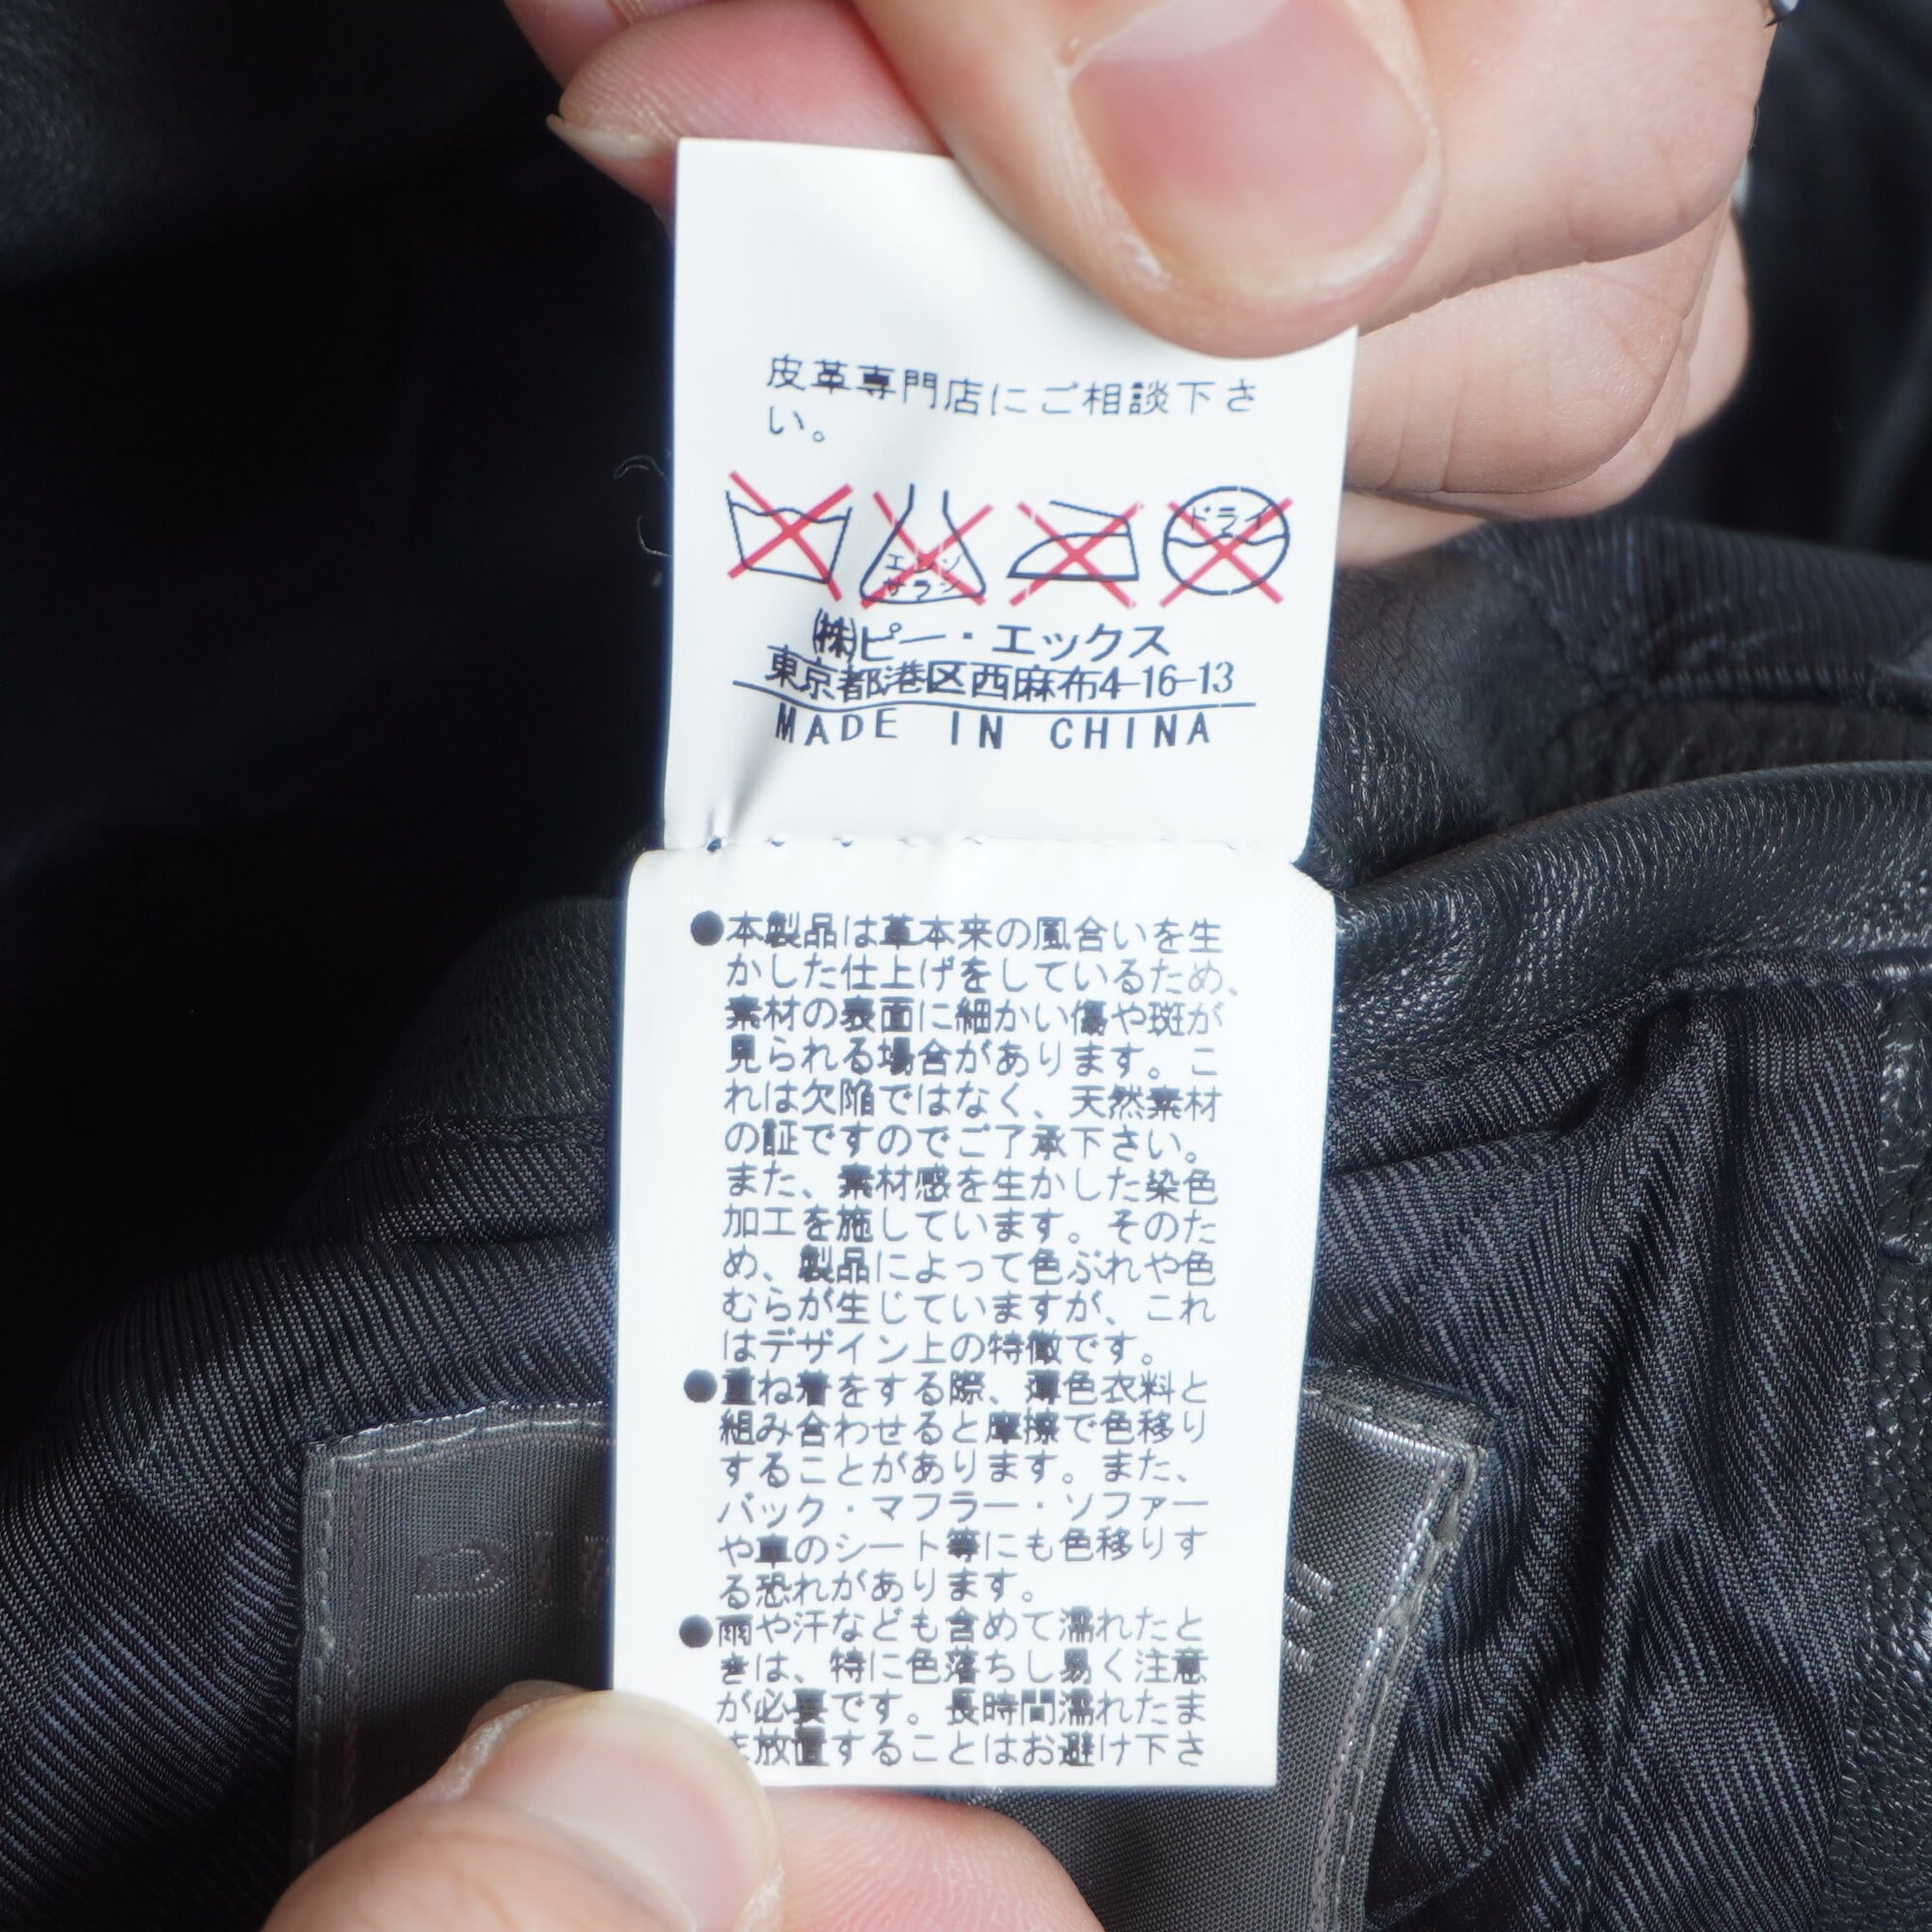 皮革専門店にご相談下さ
い。
エンソ
サラシ
ドライ
㈱ピー・エックス
東京都港区西麻布4-16-13
MADE IN CHINA
●本製品は革本来の風合いを生
かした仕上げをしているため、
素材の表面に細かい傷や斑が
見られる場合があります。こ
れは欠陥ではなく、天然素材
の証ですのでご了承下さい。
また、素材感を生かした染色
加工を施しています。そのた
め、製品によって色ぶれや色
むらが生じていますが、これ
はデザイン上の特徴です。
●重ね着をする際、薄色衣料と
組み合わせると摩擦で色移り
することがあります。また、
バック・マフラー・ソファー
や車のシート等にも色移りす
る恐れがあります。
●雨や汗なども含めて濡れたと
きは、特に色落ちし易く注意
が必要です。長時間濡れたま
ま放置することはお避け下さ